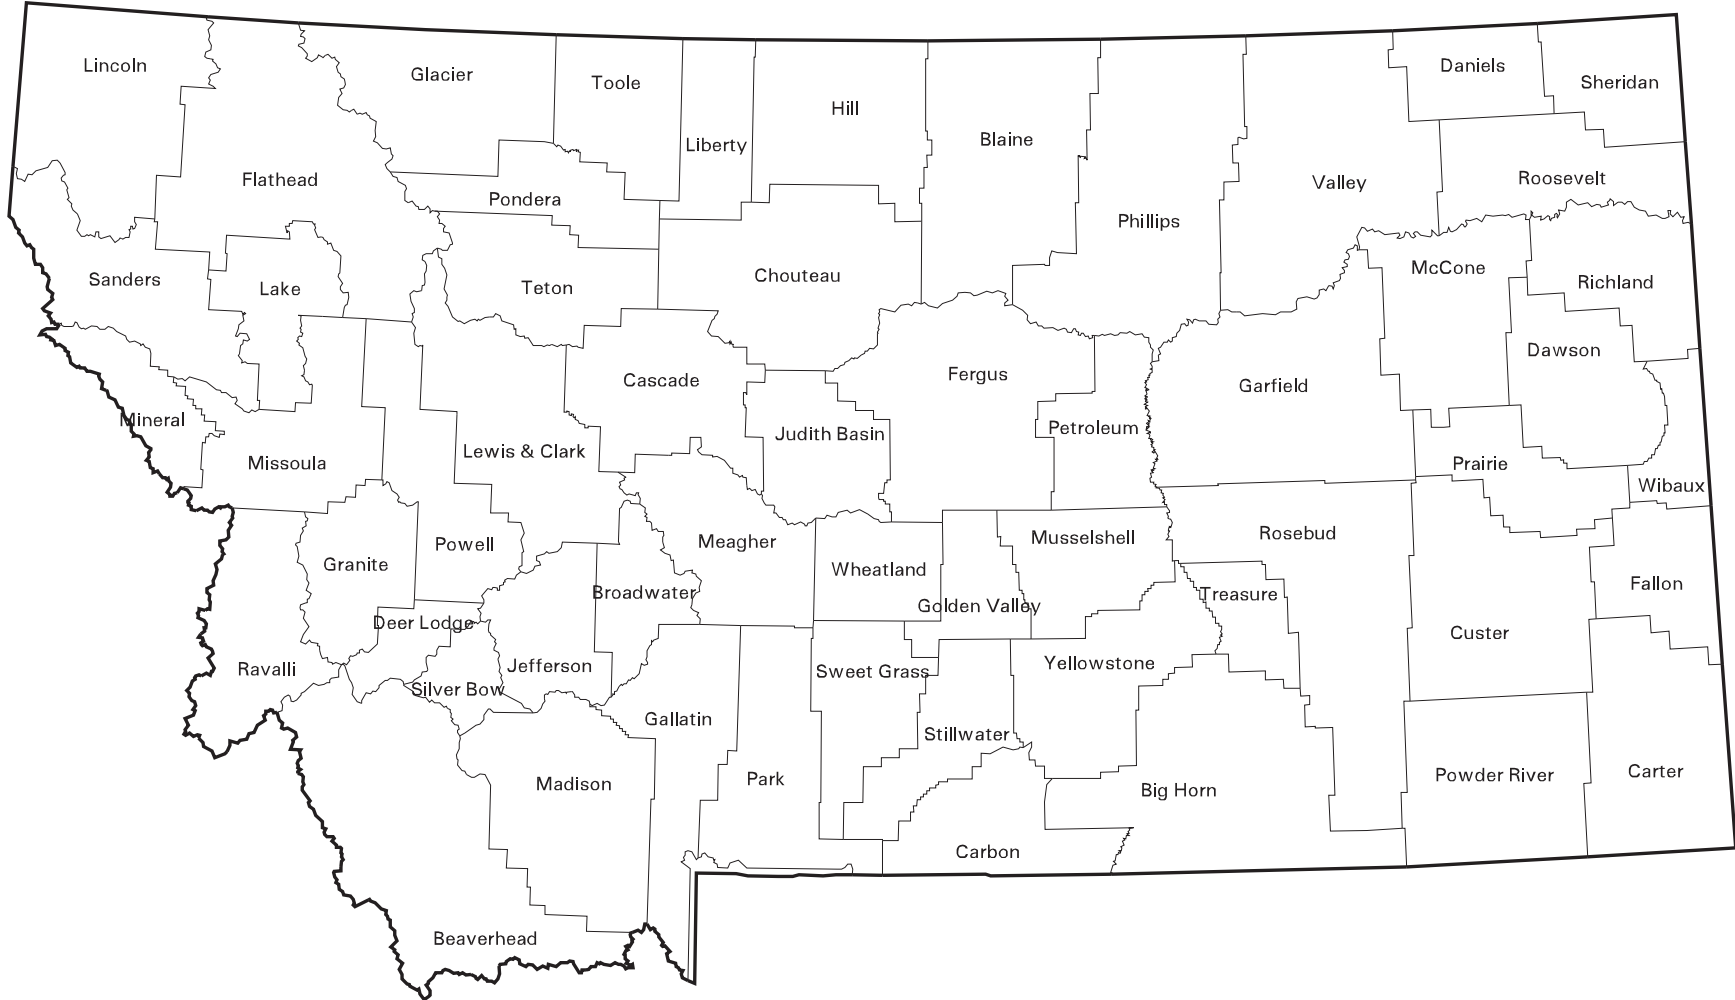 Lincoln
Glacier
Toole
Daniels
Sheridan
Hill
Liberty
Blaine
Flathead
Pondera
Valley
Roosevelt
Phillips
Sanders
Lake
Teton
Chouteau
McCone
Richland
Dawson
Cascade
Fergus
Garfield
Mineral
Judith Basin
Petroleum
Missoula
Lewis & Clark
Prairie
Wibaux
Granite
Powell
Meagher
Musselshell
Rosebud
Wheatland
Broadwater
Golden Valley
Treasure
Fallon
Deer Lodge
Custer
Ravalli
Jefferson
Sweet Grass
Yellowstone
Silver Bow
Gallatin
Stillwater
Madison
Park
Big Horn
Powder River
Carter
Carbon
Beaverhead